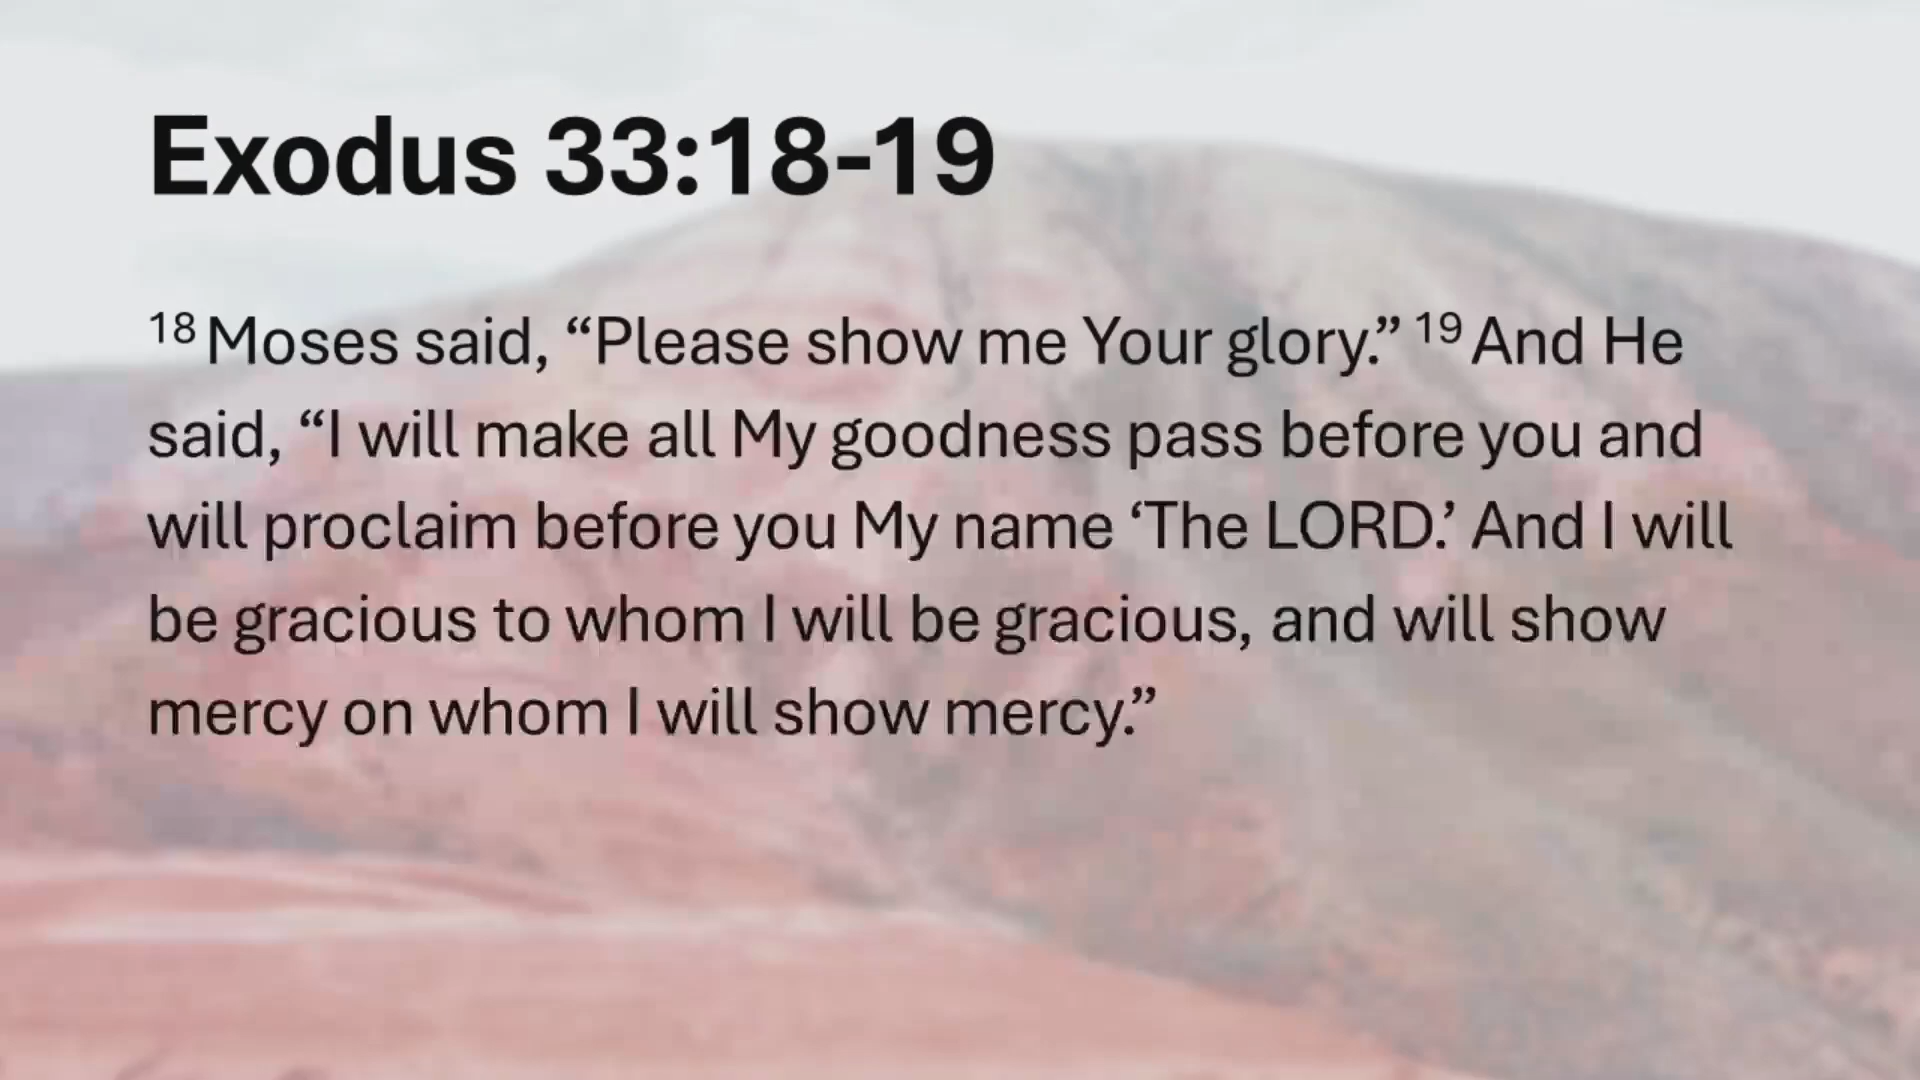 Exodus 33:18-19
18 Moses said, “Please show me Your glory.” 19 And He
said, “I will make all My goodness pass before you and
will proclaim before you My name ‘The LORD.’ And I will
be gracious to whom I will be gracious, and will show
mercy on whom I will show mercy.”